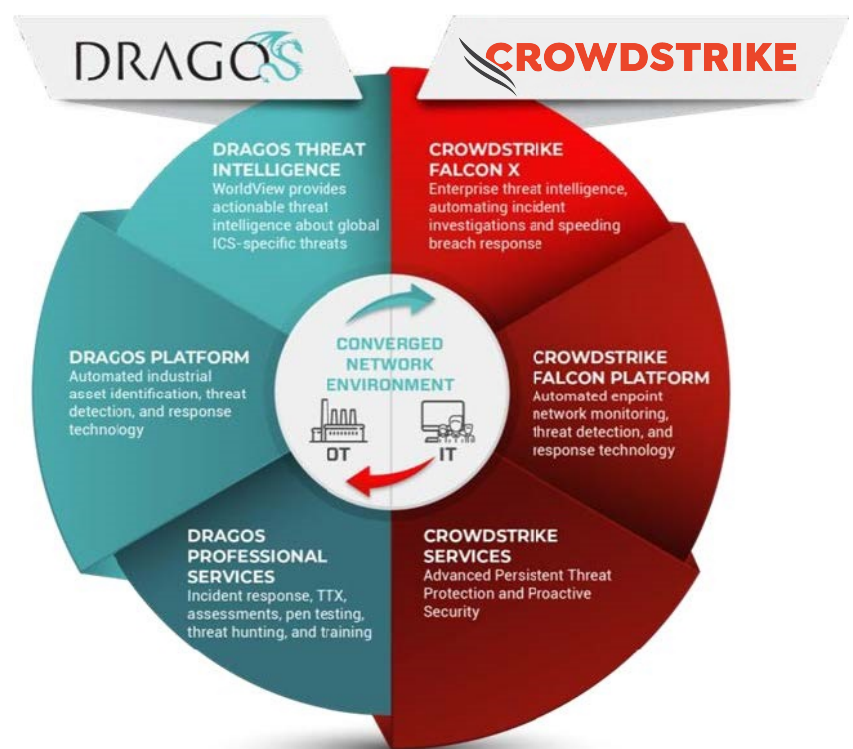 DRAGOS
CROWDSTRIKE
DRAGOS THREAT
INTELLIGENCE
WorldView provides
actionable threat
intelligence about global
ICS-specific threats
CROWDSTRIKE
FALCON X
Enterprise threat intelligence,
automating incident
investigations and speeding
breach response
DRAGOS PLATFORM
Automated industrial
asset identification, threat
detection, and response
technology
CONVERGED
NETWORK
ENVIRONMENT
OT
IT
CROWDSTRIKE
FALCON PLATFORM
Automated enpoint
network monitoring,
threat detection, and
response technology
DRAGOS
PROFESSIONAL
SERVICES
Incident response, TTX,
assessments, pen testing,
threat hunting, and training
CROWDSTRIKE
SERVICES
Advanced Persistent Threat
Protection and Proactive
Security